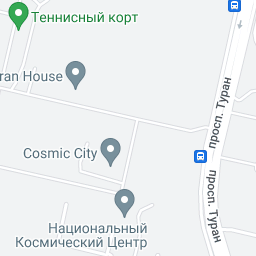 Теннисный корт
ran House
просп. Туран
Cosmic City
просп. Туран
Национальный
Космический Центр